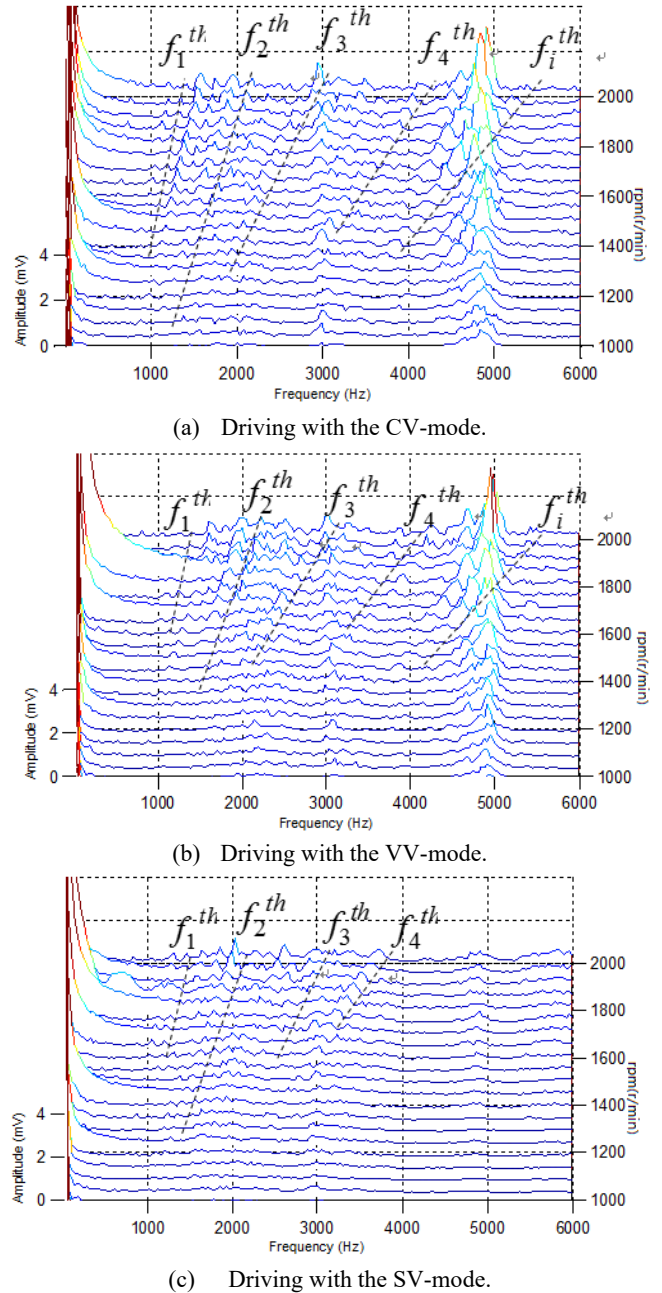 f₁ᵗʰ f₂ᵗʰ f₃ᵗʰ f₄ᵗʰ fᵢᵗʰ
2000
1800
1600
4
1400
2
1200
0
1000
Amplitude (mV)
rpm(r/min)
1000 2000 3000 4000 5000 6000
Frequency (Hz)
(a) Driving with the CV-mode.
f₁ᵗʰ f₂ᵗʰ f₃ᵗʰ f₄ᵗʰ fᵢᵗʰ
2000
1800
1600
4
1400
2
1200
0
1000
Amplitude (mV)
rpm(r/min)
1000 2000 3000 4000 5000 6000
Frequency (Hz)
(b) Driving with the VV-mode.
f₁ᵗʰ f₂ᵗʰ f₃ᵗʰ f₄ᵗʰ
2000
1800
1600
4
1400
2
1200
0
1000
Amplitude (mV)
rpm(r/min)
1000 2000 3000 4000 5000 6000
Frequency (Hz)
(c) Driving with the SV-mode.